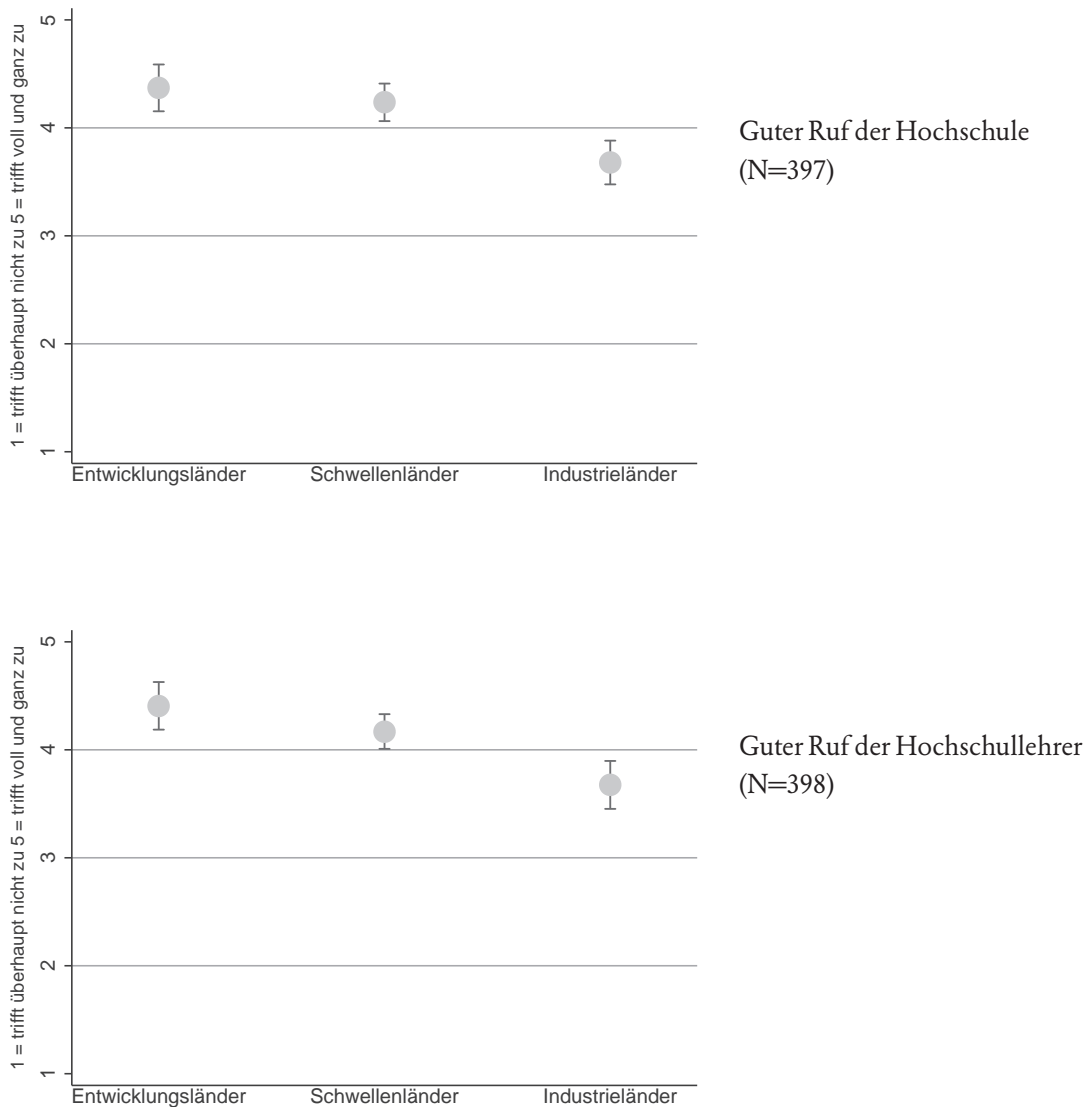 1 = trifft überhaupt nicht zu 5 = trifft voll und ganz zu
5
4
3
2
1
Entwicklungsländer Schwellenländer Industrieländer
Guter Ruf der Hochschule
(N=397)
1 = trifft überhaupt nicht zu 5 = trifft voll und ganz zu
5
4
3
2
1
Entwicklungsländer Schwellenländer Industrieländer
Guter Ruf der Hochschullehrer
(N=398)